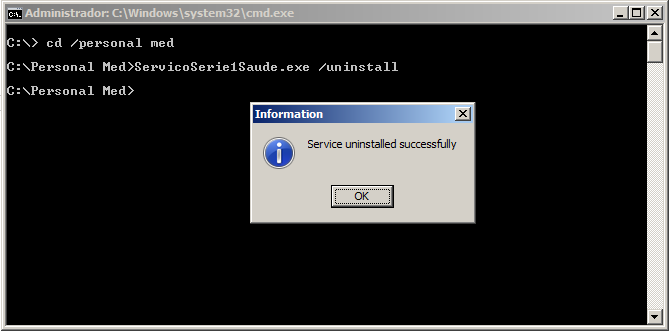 Administrador: C:\Windows\system32\cmd.exe
C:\> cd /personal med
C:\Personal Med>ServicoSerie1Saude.exe /uninstall
C:\Personal Med>
Information
Service uninstalled successfully
OK